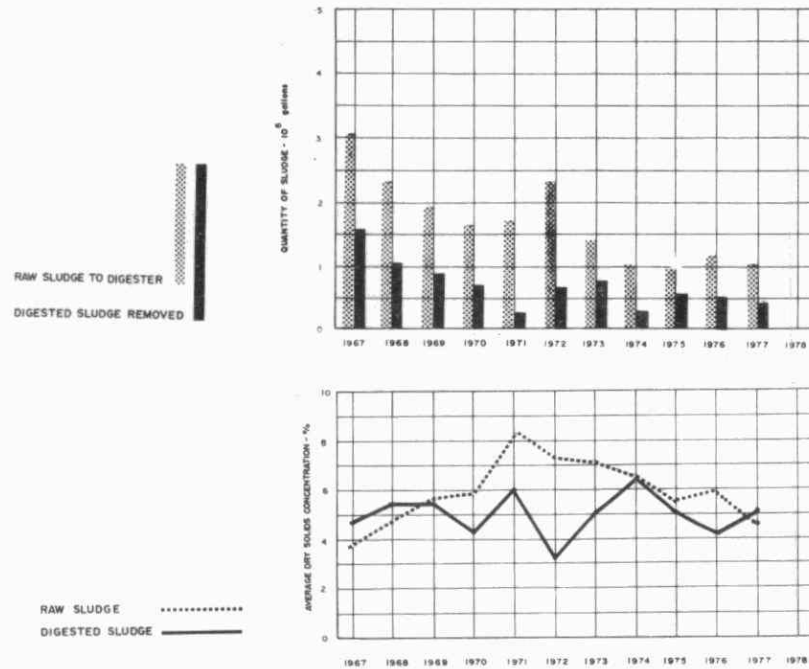 5
4
3
2
1
0
QUANTITY OF SLUDGE - 10⁶ gallons
1967 1968 1969 1970 1971 1972 1973 1974 1975 1976 1977 1978
RAW SLUDGE TO DIGESTER
DIGESTED SLUDGE REMOVED
10
8
6
4
2
0
AVERAGE DRY SOLIDS CONCENTRATION - %
1967 1968 1969 1970 1971 1972 1973 1974 1975 1976 1977 1978
RAW SLUDGE
DIGESTED SLUDGE